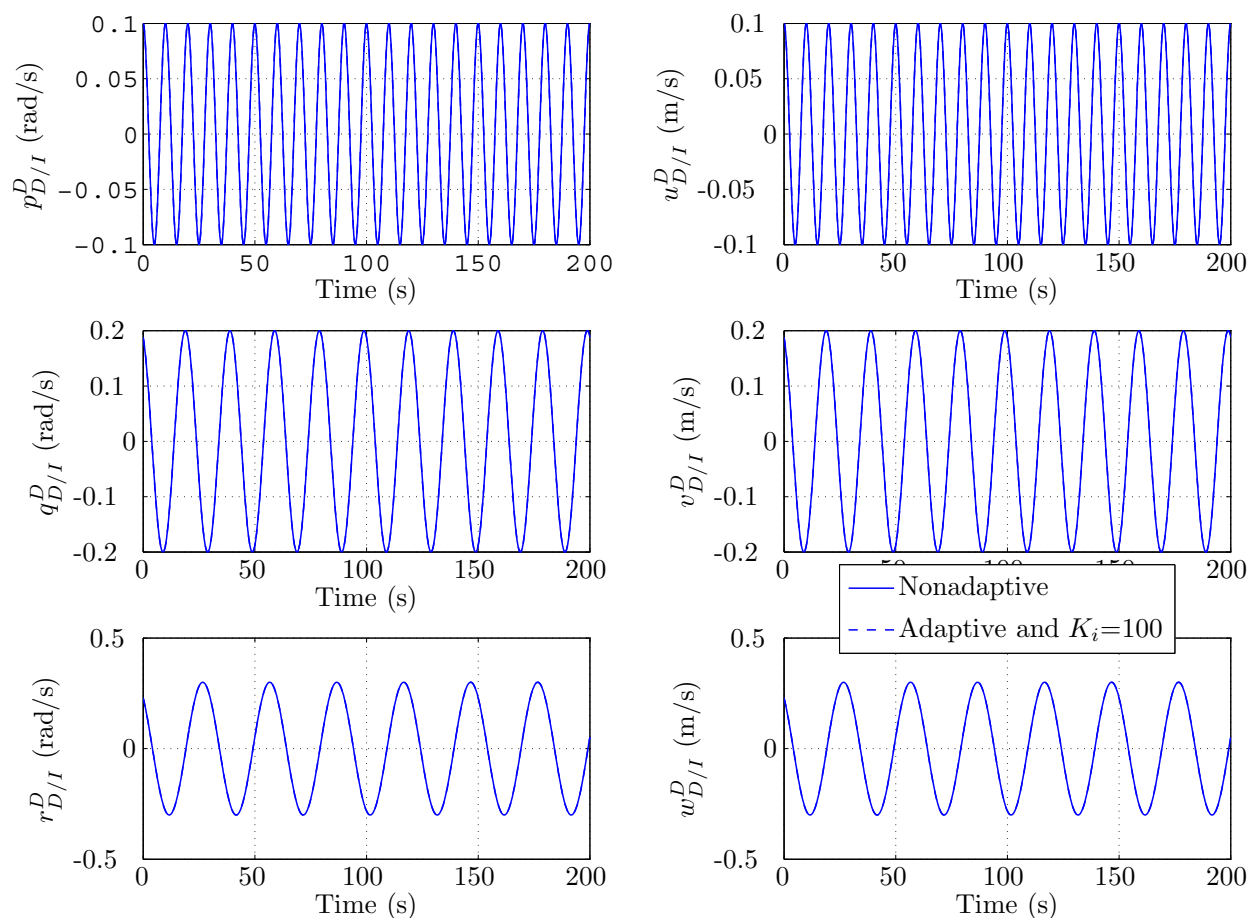 0.1
0.05
0
−0.05
−0.1
p^D_{D/I} (rad/s)
0 50 100 150 200
Time (s)
0.1
0.05
0
-0.05
-0.1
u^D_{D/I} (m/s)
0 50 100 150 200
Time (s)
0.2
0.1
0
-0.1
-0.2
q^D_{D/I} (rad/s)
0 50 100 150 200
Time (s)
0.2
0.1
0
-0.1
-0.2
v^D_{D/I} (m/s)
0 50 100 150 200
Nonadaptive
Adaptive and K_i=100
0.5
0
-0.5
r^D_{D/I} (rad/s)
0 50 100 150 200
Time (s)
0.5
0
-0.5
w^D_{D/I} (m/s)
0 50 100 150 200
Time (s)